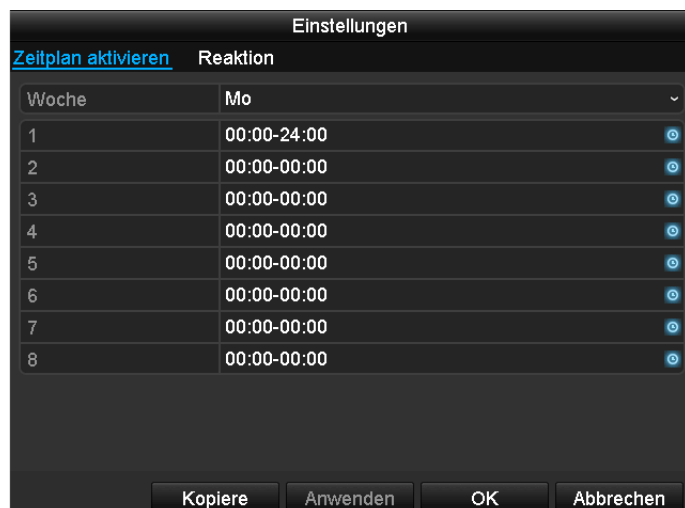 Einstellungen
Zeitplan aktivieren Reaktion
Woche Mo
1 00:00-24:00
2 00:00-00:00
3 00:00-00:00
4 00:00-00:00
5 00:00-00:00
6 00:00-00:00
7 00:00-00:00
8 00:00-00:00
Kopiere Anwenden OK Abbrechen